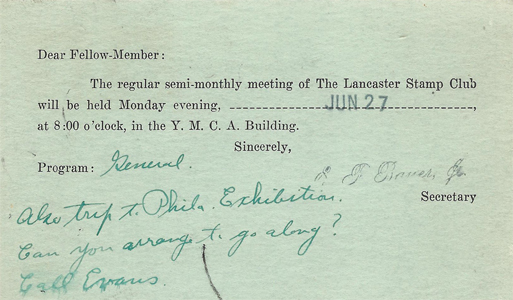 Dear Fellow-Member:
The regular semi-monthly meeting of The Lancaster Stamp Club
will be held Monday evening, JUN 27,
at 8:00 o'clock, in the Y. M. C. A. Building.
Sincerely,
Program: General.
Jr.
Secretary
Also trip to Phila. Exhibition.
Can you arrange to go along?
Call Evans.